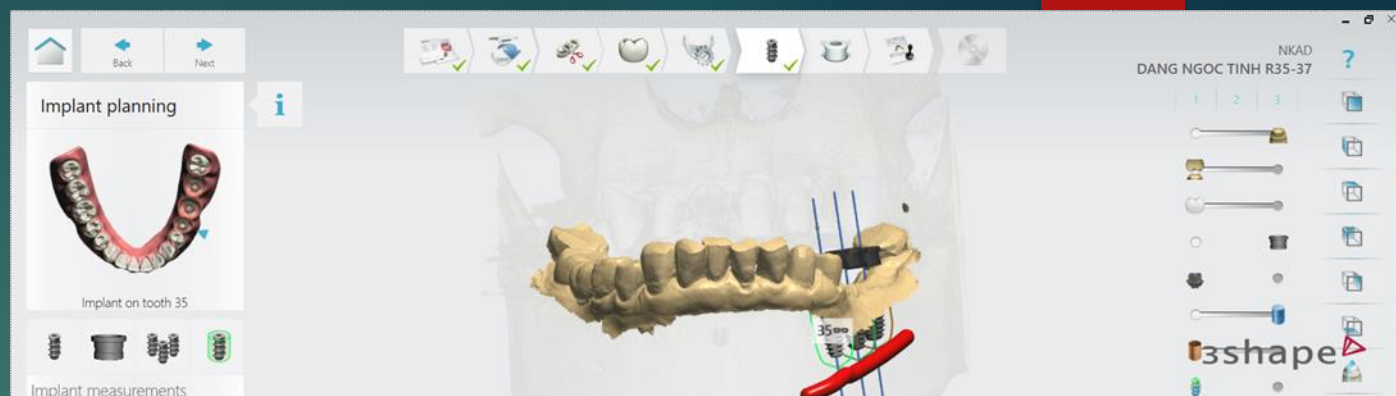 Back
Next
NKAD
DANG NGOC TINH R35-37
Implant planning
i
?
1 2 3
Implant on tooth 35
35
3shape
Implant measurements